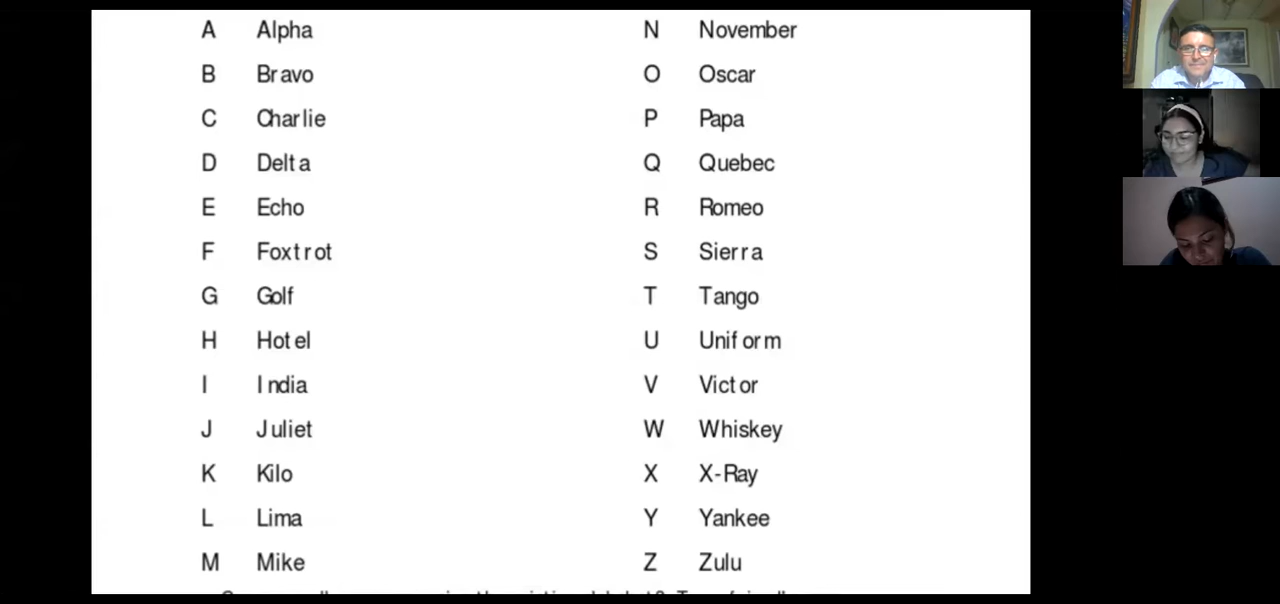 A Alpha
B Bravo
C Charlie
D Delta
E Echo
F Foxtrot
G Golf
H Hotel
I India
J Juliet
K Kilo
L Lima
M Mike
N November
O Oscar
P Papa
Q Quebec
R Romeo
S Sierra
T Tango
U Uniform
V Victor
W Whiskey
X X-Ray
Y Yankee
Z Zulu